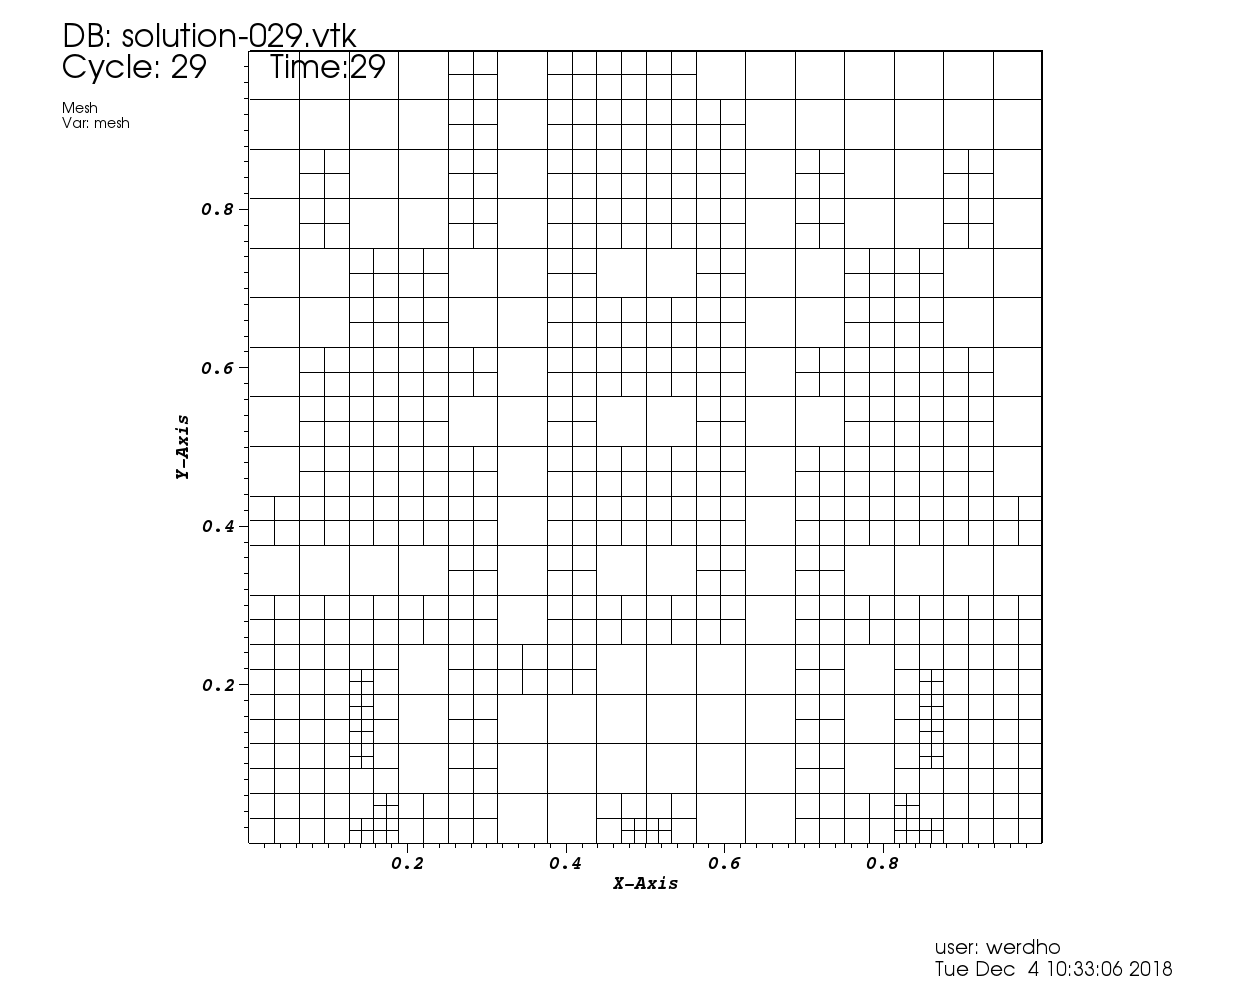 DB: solution-029.vtk
Cycle: 29 Time:29
Mesh
Var: mesh
0.8
0.6
Y-Axis
0.4
0.2
0.2 0.4 0.6 0.8
X-Axis
user: werdho
Tue Dec 4 10:33:06 2018